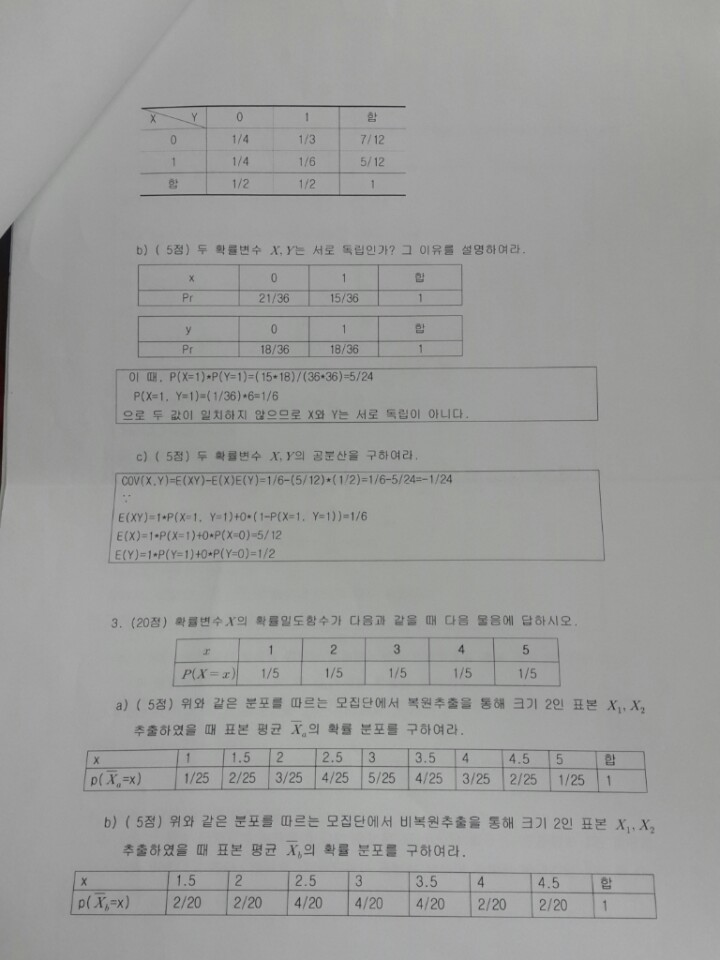 X Y 0 1 합
0 1/4 1/3 7/12
1 1/4 1/6 5/12
합 1/2 1/2 1
b) ( 5점) 두 확률변수 X, Y는 서로 독립인가? 그 이유를 설명하여라.
x 0 1 합
Pr 21/36 15/36 1
y 0 1 합
Pr 18/36 18/36 1
이 때, P(X=1)*P(Y=1)=(15*18)/(36*36)=5/24
P(X=1, Y=1)=(1/36)*6=1/6
으로 두 값이 일치하지 않으므로 X와 Y는 서로 독립이 아니다.
c) ( 5점) 두 확률변수 X, Y의 공분산을 구하여라.
COV(X,Y)=E(XY)-E(X)E(Y)=1/6-(5/12)*(1/2)=1/6-5/24=-1/24
∵
E(XY)=1*P(X=1, Y=1)+0*(1-P(X=1, Y=1))=1/6
E(X)=1*P(X=1)+0*P(X=0)=5/12
E(Y)=1*P(Y=1)+0*P(Y=0)=1/2
3. (20점) 확률변수 X의 확률밀도함수가 다음과 같을 때 다음 물음에 답하시오.
x 1 2 3 4 5
P(X=x) 1/5 1/5 1/5 1/5 1/5
a) ( 5점) 위와 같은 분포를 따르는 모집단에서 복원추출을 통해 크기 2인 표본 X₁, X₂
추출하였을 때 표본 평균 X̅ₐ의 확률 분포를 구하여라.
x 1 1.5 2 2.5 3 3.5 4 4.5 5 합
p(X̅ₐ=x) 1/25 2/25 3/25 4/25 5/25 4/25 3/25 2/25 1/25 1
b) ( 5점) 위와 같은 분포를 따르는 모집단에서 비복원추출을 통해 크기 2인 표본 X₁, X₂
추출하였을 때 표본 평균 X̅_b의 확률 분포를 구하여라.
x 1.5 2 2.5 3 3.5 4 4.5 합
p(X̅_b=x) 2/20 2/20 4/20 4/20 4/20 2/20 2/20 1